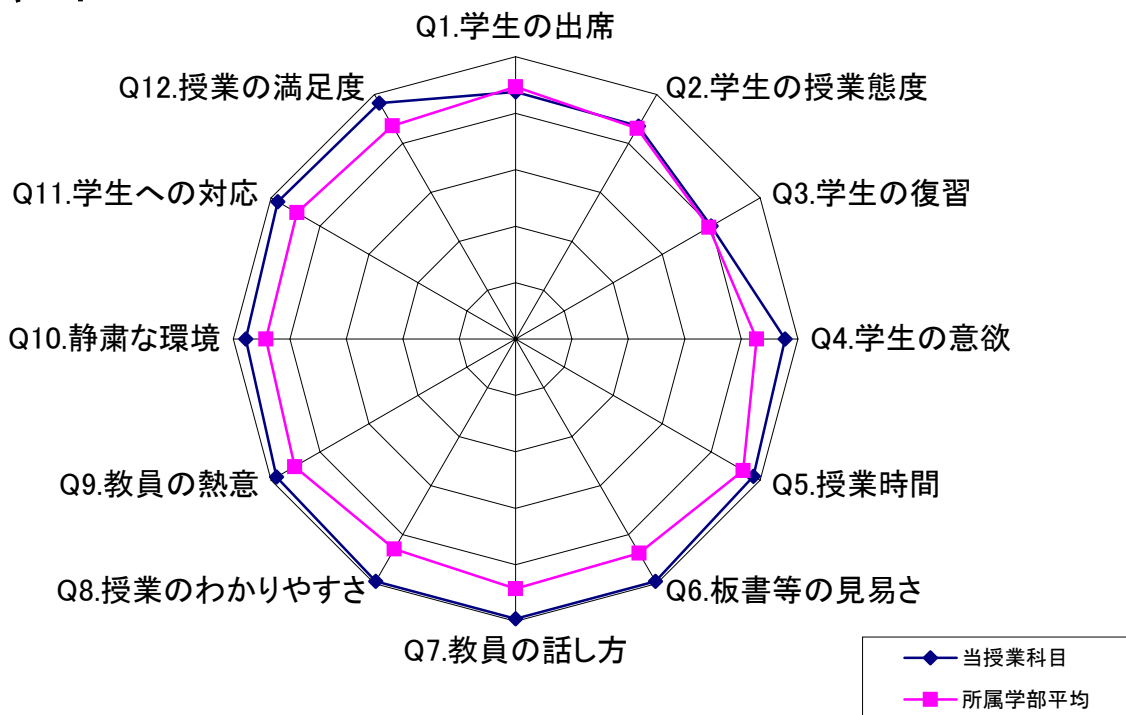 Q1.学生の出席
Q2.学生の授業態度
Q3.学生の復習
Q4.学生の意欲
Q5.授業時間
Q6.板書等の見易さ
Q7.教員の話し方
Q8.授業のわかりやすさ
Q9.教員の熱意
Q10.静粛な環境
Q11.学生への対応
Q12.授業の満足度
当授業科目
所属学部平均